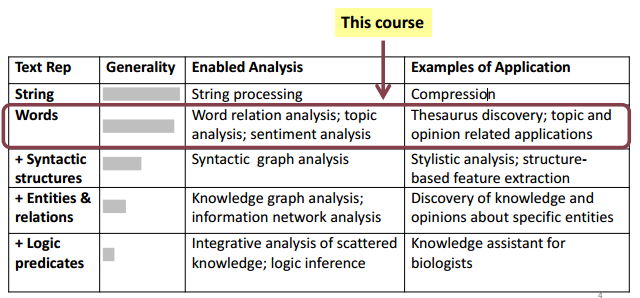 This course
Text Rep Generality Enabled Analysis Examples of Application
String String processing Compression
Words Word relation analysis; topic analysis; sentiment analysis Thesaurus discovery; topic and opinion related applications
+ Syntactic structures Syntactic graph analysis Stylistic analysis; structure-based feature extraction
+ Entities & relations Knowledge graph analysis; information network analysis Discovery of knowledge and opinions about specific entities
+ Logic predicates Integrative analysis of scattered knowledge; logic inference Knowledge assistant for biologists
4